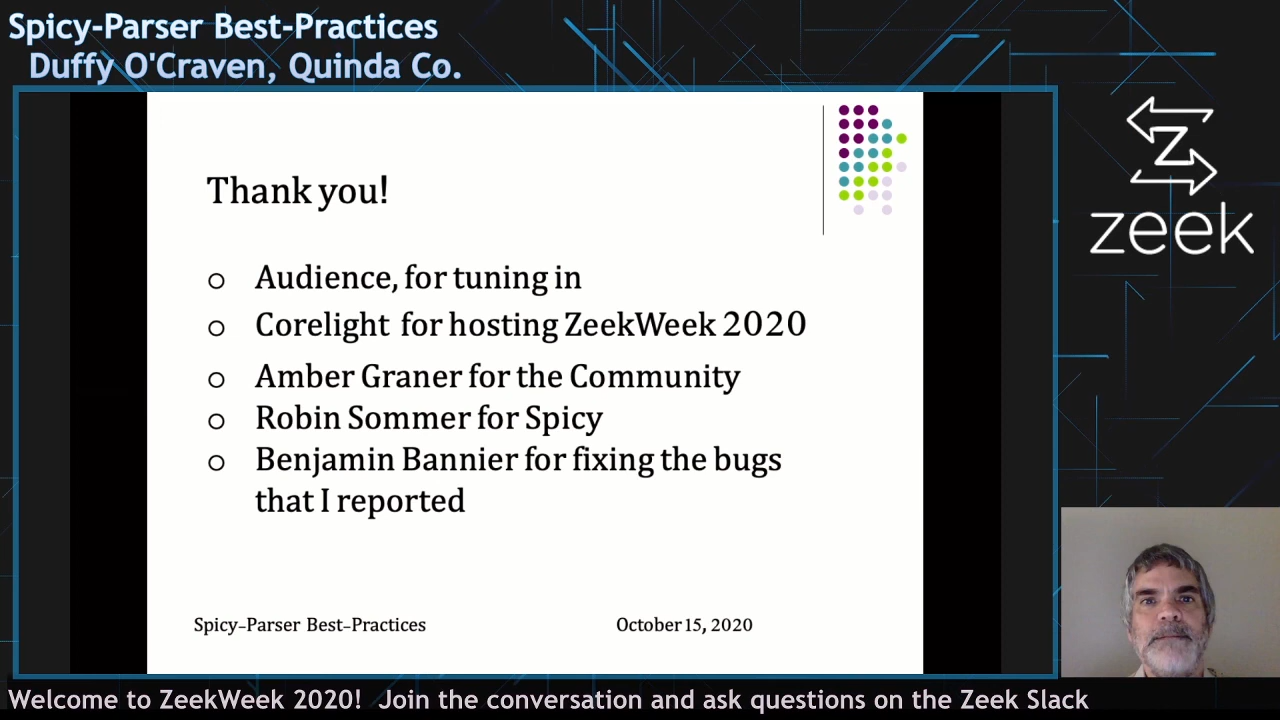 Spicy-Parser Best-Practices
Duffy O'Craven, Quinda Co.
Thank you!
Audience, for tuning in
Corelight for hosting ZeekWeek 2020
Amber Graner for the Community
Robin Sommer for Spicy
Benjamin Bannier for fixing the bugs
that I reported
Spicy-Parser Best-Practices
October 15, 2020
zeek
Welcome to ZeekWeek 2020! Join the conversation and ask questions on the Zeek Slack